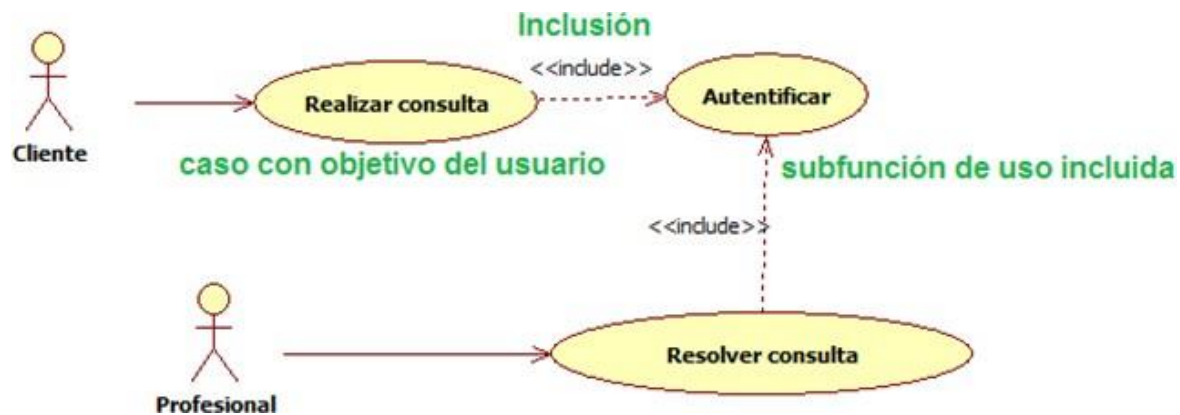 Inclusión
<<include>>
Realizar consulta
Autentificar
Cliente
caso con objetivo del usuario
subfunción de uso incluida
<<include>>
Resolver consulta
Profesional